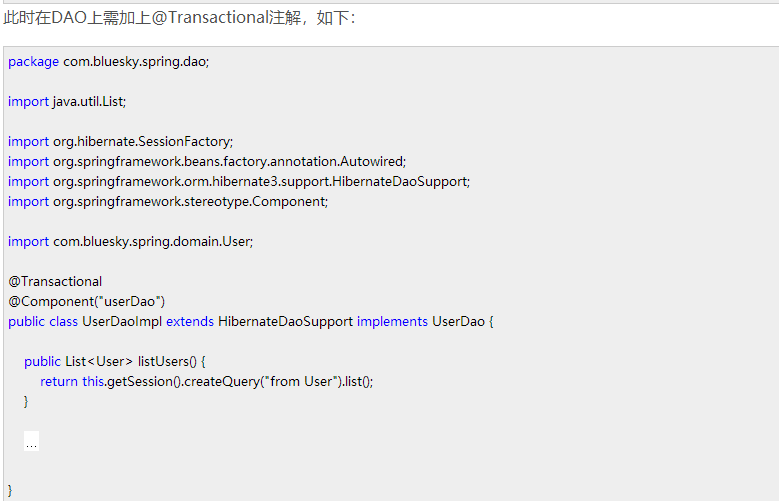 此时在DAO上需加上@Transactional注解，如下：
package com.bluesky.spring.dao;
import java.util.List;
import org.hibernate.SessionFactory;
import org.springframework.beans.factory.annotation.Autowired;
import org.springframework.orm.hibernate3.support.HibernateDaoSupport;
import org.springframework.stereotype.Component;
import com.bluesky.spring.domain.User;
@Transactional
@Component("userDao")
public class UserDaoImpl extends HibernateDaoSupport implements UserDao {
public List<User> listUsers() {
return this.getSession().createQuery("from User").list();
}
...
}